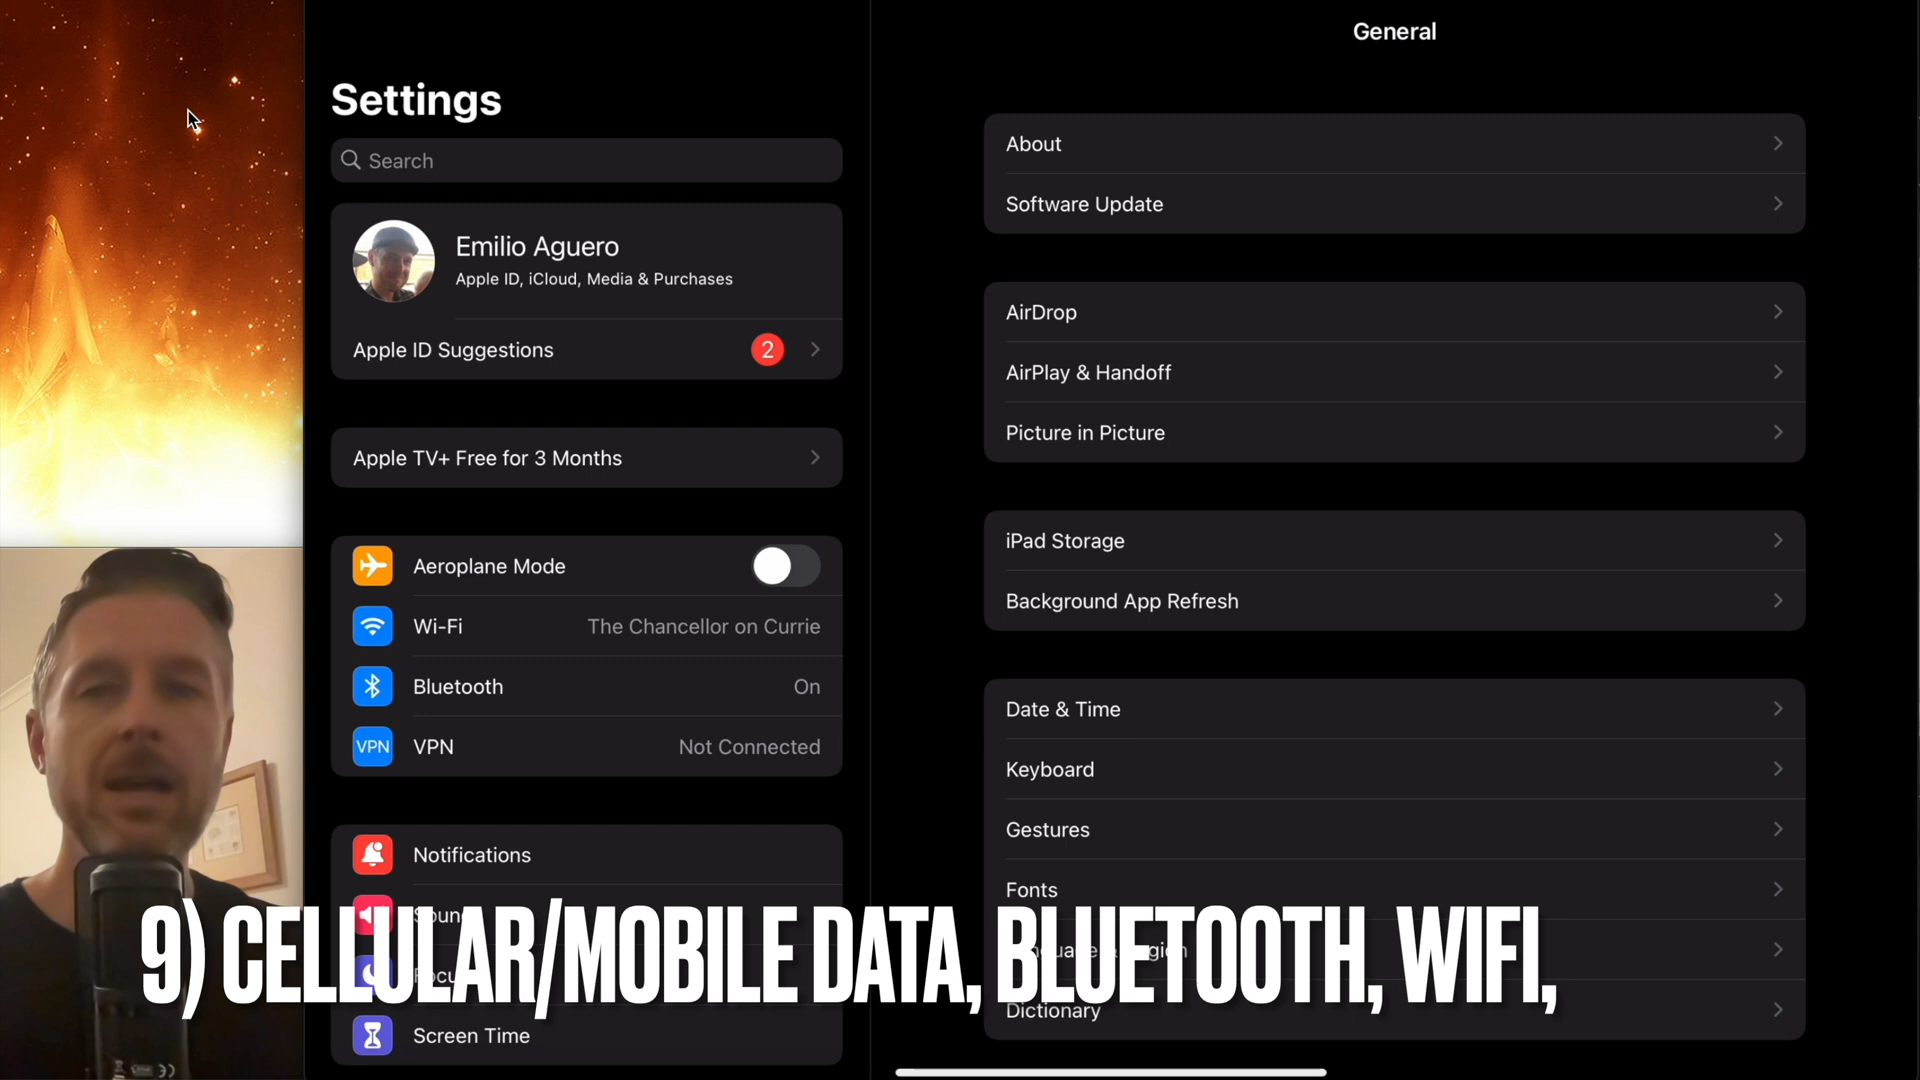 General
Settings
Search
Emilio Aguero
Apple ID, iCloud, Media & Purchases
Apple ID Suggestions
2
Apple TV+ Free for 3 Months
Aeroplane Mode
Wi-Fi
The Chancellor on Currie
Bluetooth
On
VPN
VPN
Not Connected
Notifications
Screen Time
About
Software Update
AirDrop
AirPlay & Handoff
Picture in Picture
iPad Storage
Background App Refresh
Date & Time
Keyboard
Gestures
Fonts
Dictionary
9) CELLULAR/MOBILE DATA, BLUETOOTH, WIFI,